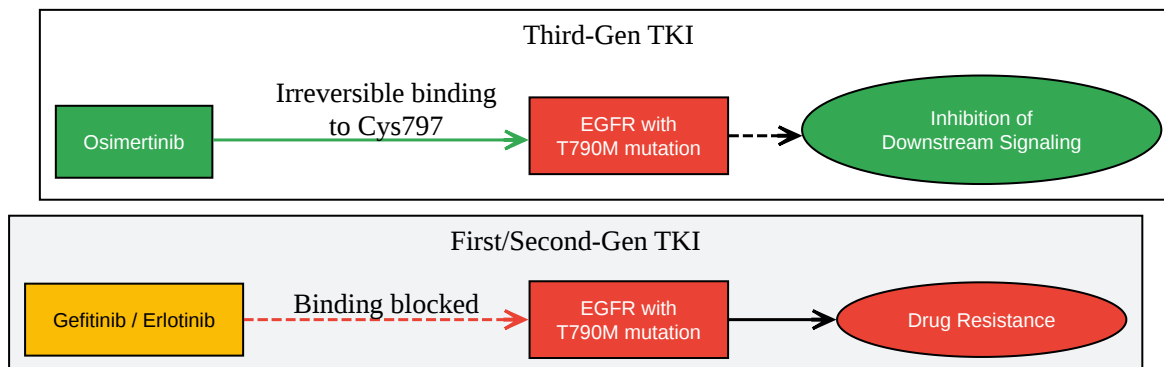 Third-Gen TKI
Osimertinib
Irreversible binding
to Cys797
EGFR with
T790M mutation
Inhibition of
Downstream Signaling
First/Second-Gen TKI
Gefitinib / Erlotinib
Binding blocked
EGFR with
T790M mutation
Drug Resistance